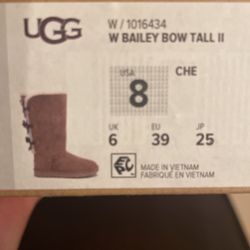 UGG
W / 1016434
W BAILEY BOW TALL II
USA
CHE
8
UK
EU
JP
6
39
25
MADE IN VIETNAM
FABRIQUÉ EN VIETNAM